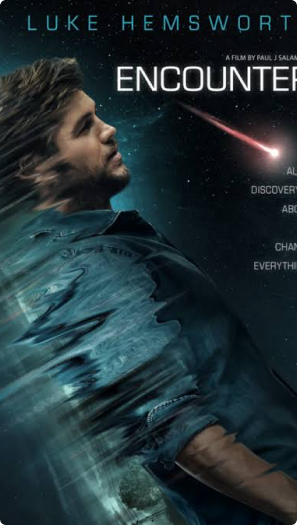 LUKE HEMSWORT
A FILM BY PAUL J SALAM
ENCOUNTER
AL
DISCOVERY
ABO
CHAN
EVERYTHI